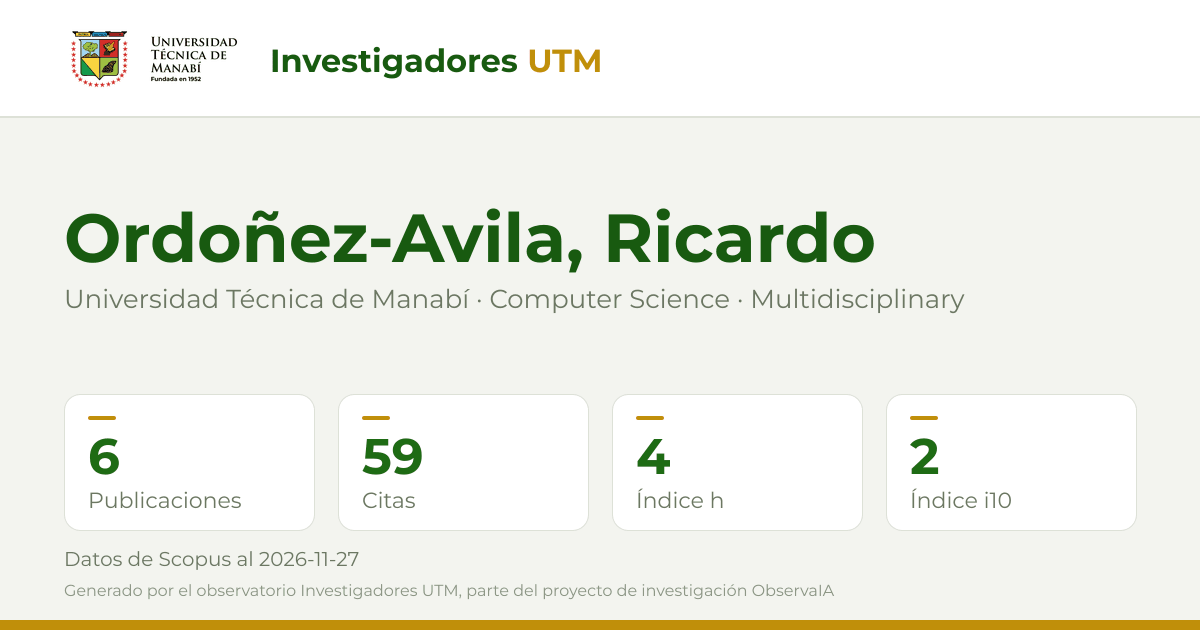 UNIVERSIDAD
TÉCNICA DE
MANABÍ
Fundada en 1952
Investigadores UTM
Ordoñez-Avila, Ricardo
Universidad Técnica de Manabí · Computer Science · Multidisciplinary
6
Publicaciones
59
Citas
4
Índice h
2
Índice i10
Datos de Scopus al 2026-11-27
Generado por el observatorio Investigadores UTM, parte del proyecto de investigación ObservaIA